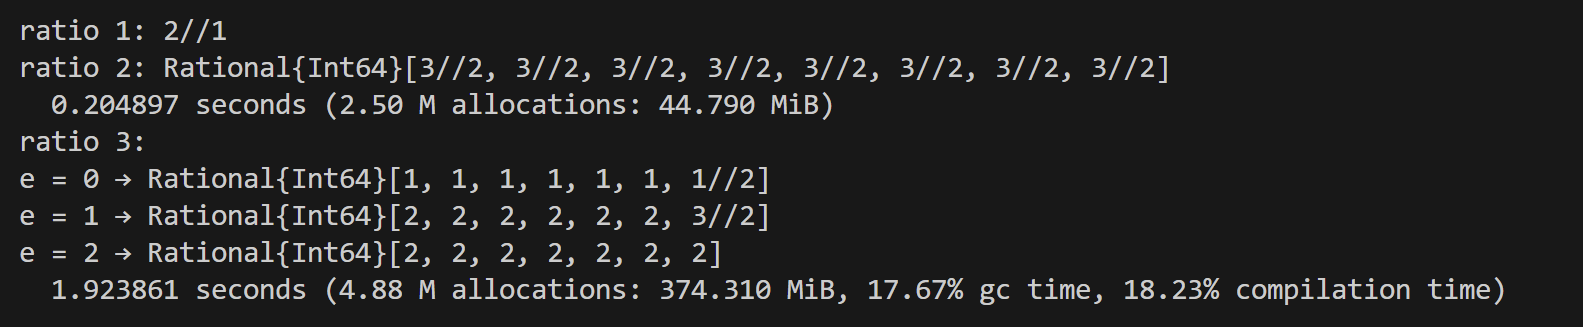 ratio 1: 2//1
ratio 2: Rational{Int64}[3//2, 3//2, 3//2, 3//2, 3//2, 3//2, 3//2, 3//2]
  0.204897 seconds (2.50 M allocations: 44.790 MiB)
ratio 3:
e = 0 → Rational{Int64}[1, 1, 1, 1, 1, 1, 1//2]
e = 1 → Rational{Int64}[2, 2, 2, 2, 2, 2, 3//2]
e = 2 → Rational{Int64}[2, 2, 2, 2, 2, 2, 2]
  1.923861 seconds (4.88 M allocations: 374.310 MiB, 17.67% gc time, 18.23% compilation time)